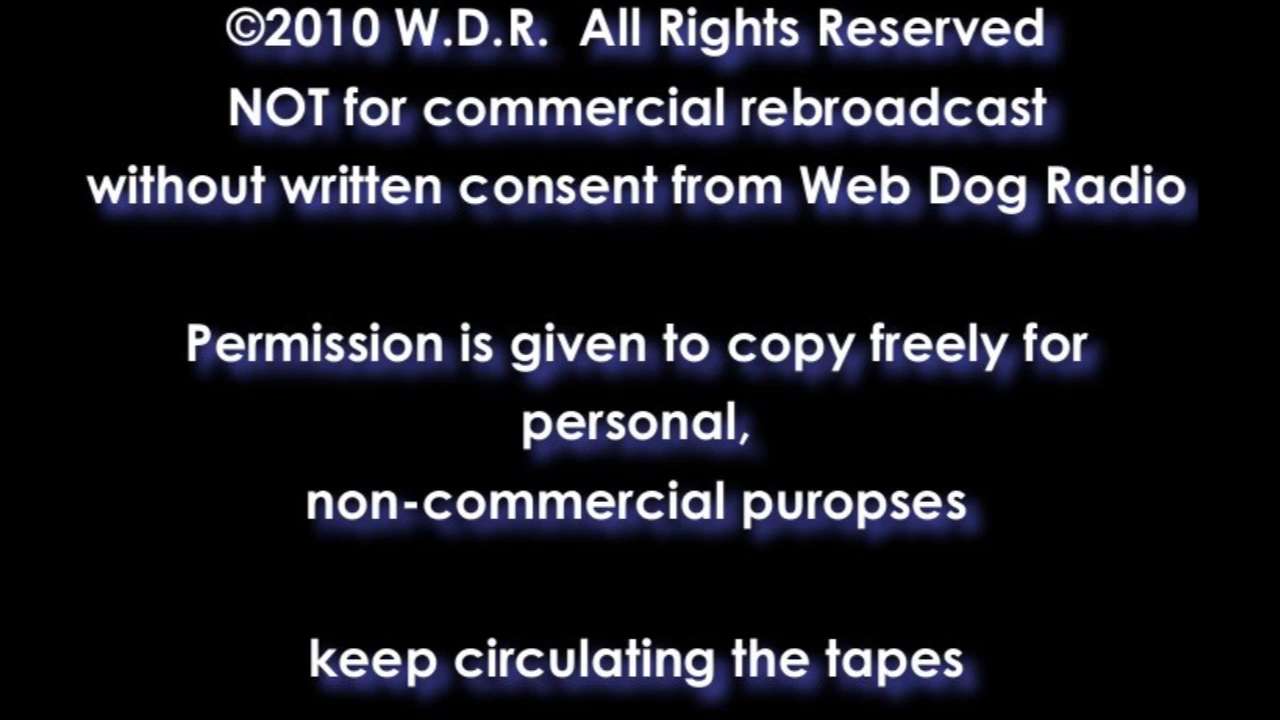 ©2010 W.D.R.  All Rights Reserved
NOT for commercial rebroadcast
without written consent from Web Dog Radio
Permission is given to copy freely for
personal,
non-commercial puropses
keep circulating the tapes